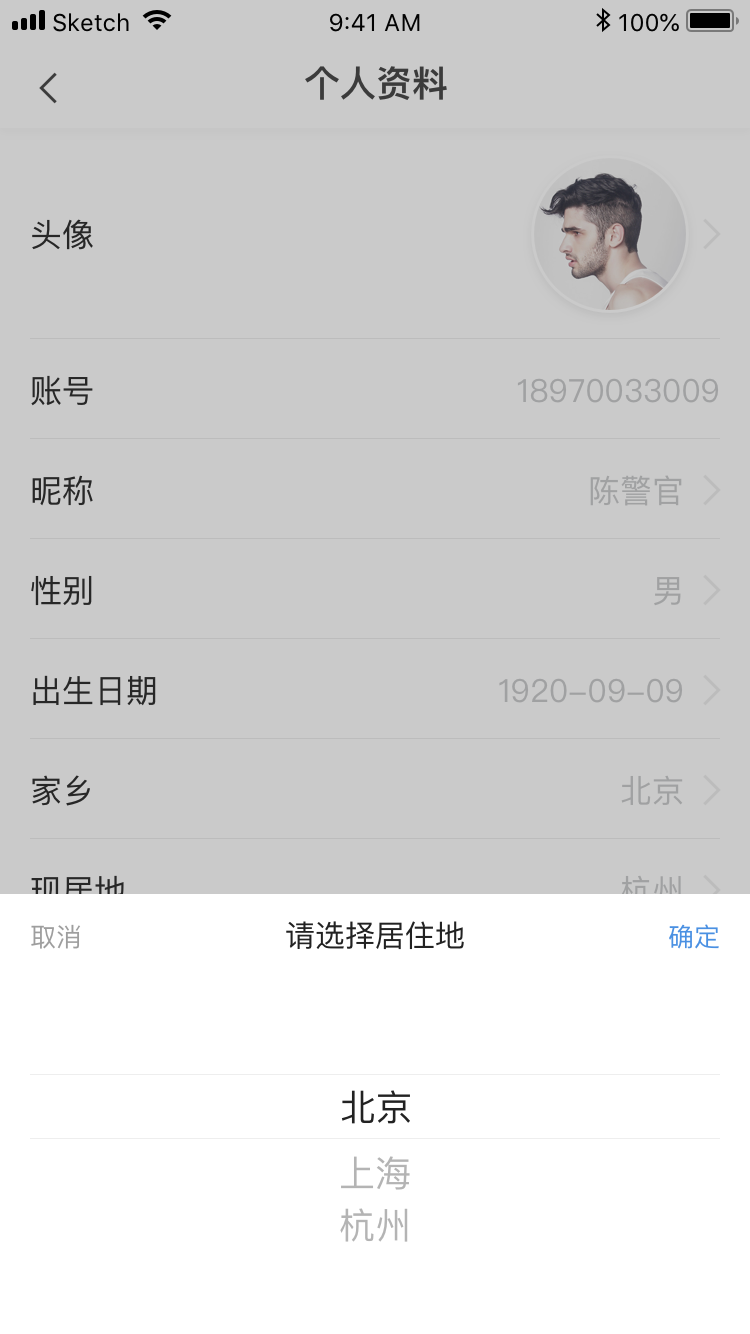 Sketch 9:41 AM 100%
个人资料
头像
账号 18970033009
昵称 陈警官
性别 男
出生日期 1920-09-09
家乡 北京
现居地 杭州
取消 请选择居住地 确定
北京
上海
杭州